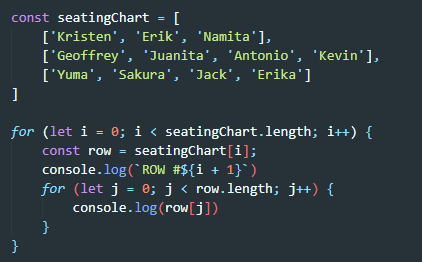 const seatingChart = [
    ['Kristen', 'Erik', 'Namita'],
    ['Geoffrey', 'Juanita', 'Antonio', 'Kevin'],
    ['Yuma', 'Sakura', 'Jack', 'Erika']
]

for (let i = 0; i < seatingChart.length; i++) {
    const row = seatingChart[i];
    console.log(`ROW #${i + 1}`)
    for (let j = 0; j < row.length; j++) {
        console.log(row[j])
    }
}